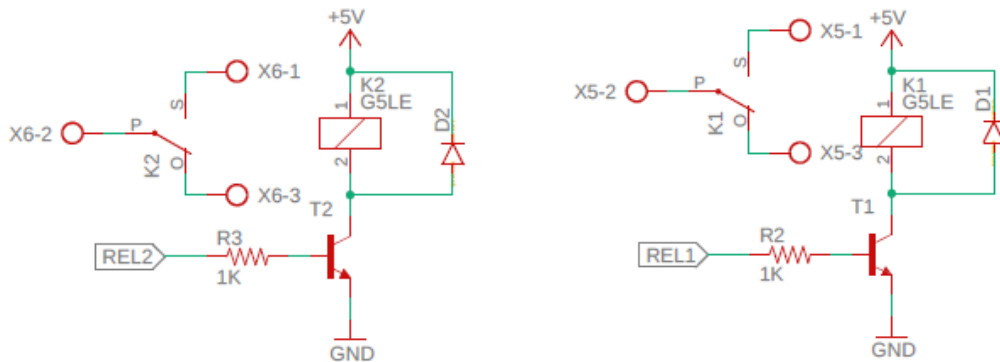 +5V
X6-1
K2
G5LE
1
S
X6-2
P
D2
K2
O
2
X6-3
T2
R3
REL2
1K
GND
+5V
X5-1
K1
G5LE
D1
S
1
X5-2
P
K1
O
X5-3
2
T1
R2
REL1
1K
GND